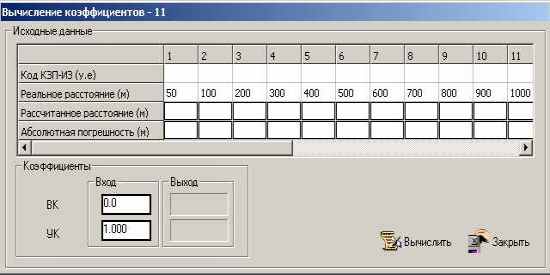 Вычисление коэффициентов - 11
Исходные данные
1 2 3 4 5 6 7 8 9 10 11
Код КЗП-ИЗ (у.е)
Реальное расстояние (м) 50 100 200 300 400 500 600 700 800 900 1000
Рассчитанное расстояние (м)
Абсолютная погрешность (м)
Коэффициенты
Вход Выход
ВК 0.0
УК 1.000
Вычислить Закрыть